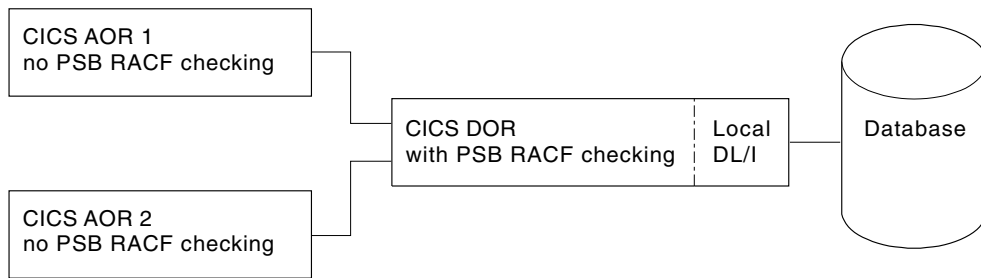 CICS AOR 1
no PSB RACF checking
CICS DOR
with PSB RACF checking
Local
DL/I
Database
CICS AOR 2
no PSB RACF checking